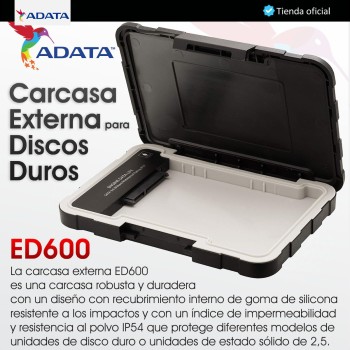 ADATA
Tienda oficial
ADATA
Carcasa
Externa para
Discos
Duros
ED600
La carcasa externa ED600
es una carcasa robusta y duradera
con un diseño con recubrimiento interno de goma de silicona
resistente a los impactos y con un índice de impermeabilidad
y resistencia al polvo IP54 que protege diferentes modelos de
unidades de disco duro o unidades de estado sólido de 2,5.